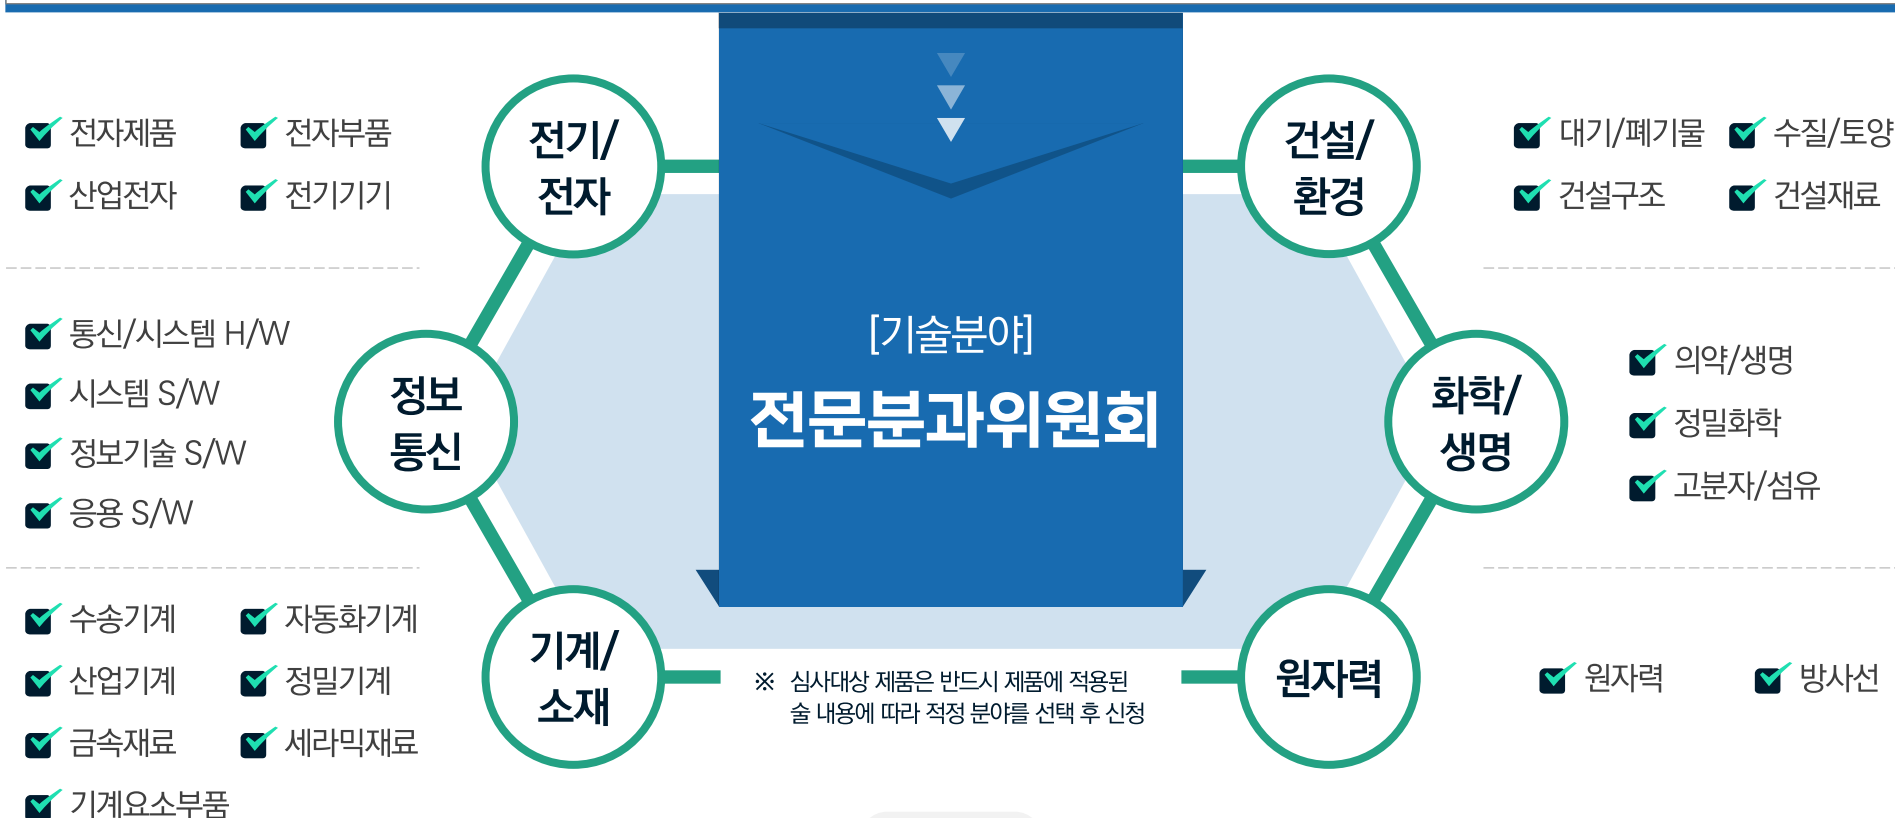 전자제품
전자부품
산업전자
전기기기
전기/
전자
통신/시스템 H/W
시스템 S/W
정보기술 S/W
응용 S/W
정보
통신
수송기계
자동화기계
산업기계
정밀기계
금속재료
세라믹재료
기계요소부품
기계/
소재
[기술분야]
전문분과위원회
※ 심사대상 제품은 반드시 제품에 적용된
술 내용에 따라 적정 분야를 선택 후 신청
건설/
환경
대기/폐기물
수질/토양
건설구조
건설재료
화학/
생명
의약/생명
정밀화학
고분자/섬유
원자력
원자력
방사선